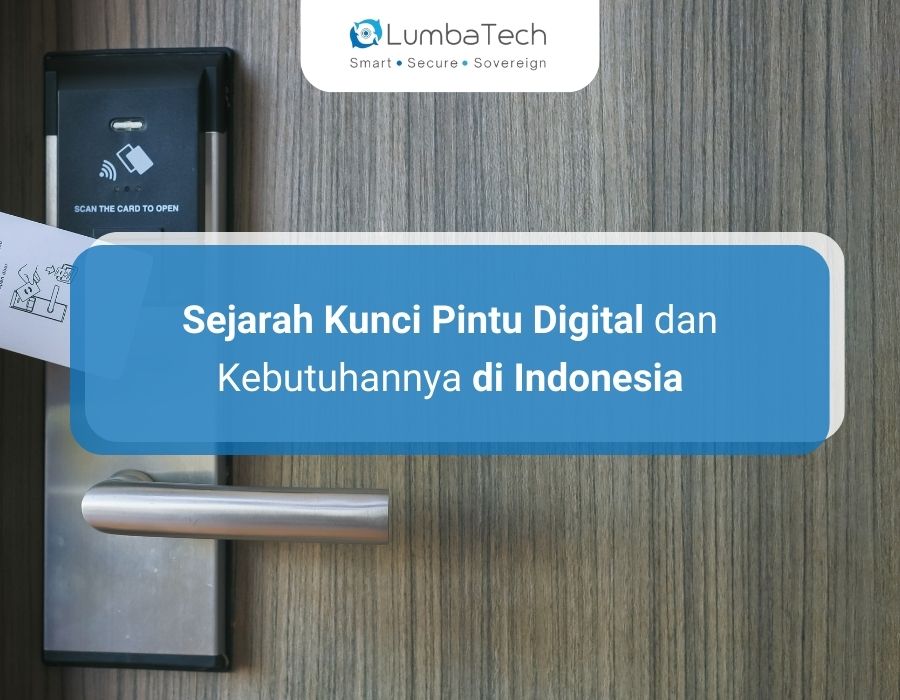 LumbaTech
Smart • Secure • Sovereign
SCAN THE CARD TO OPEN
Sejarah Kunci Pintu Digital dan
Kebutuhannya di Indonesia